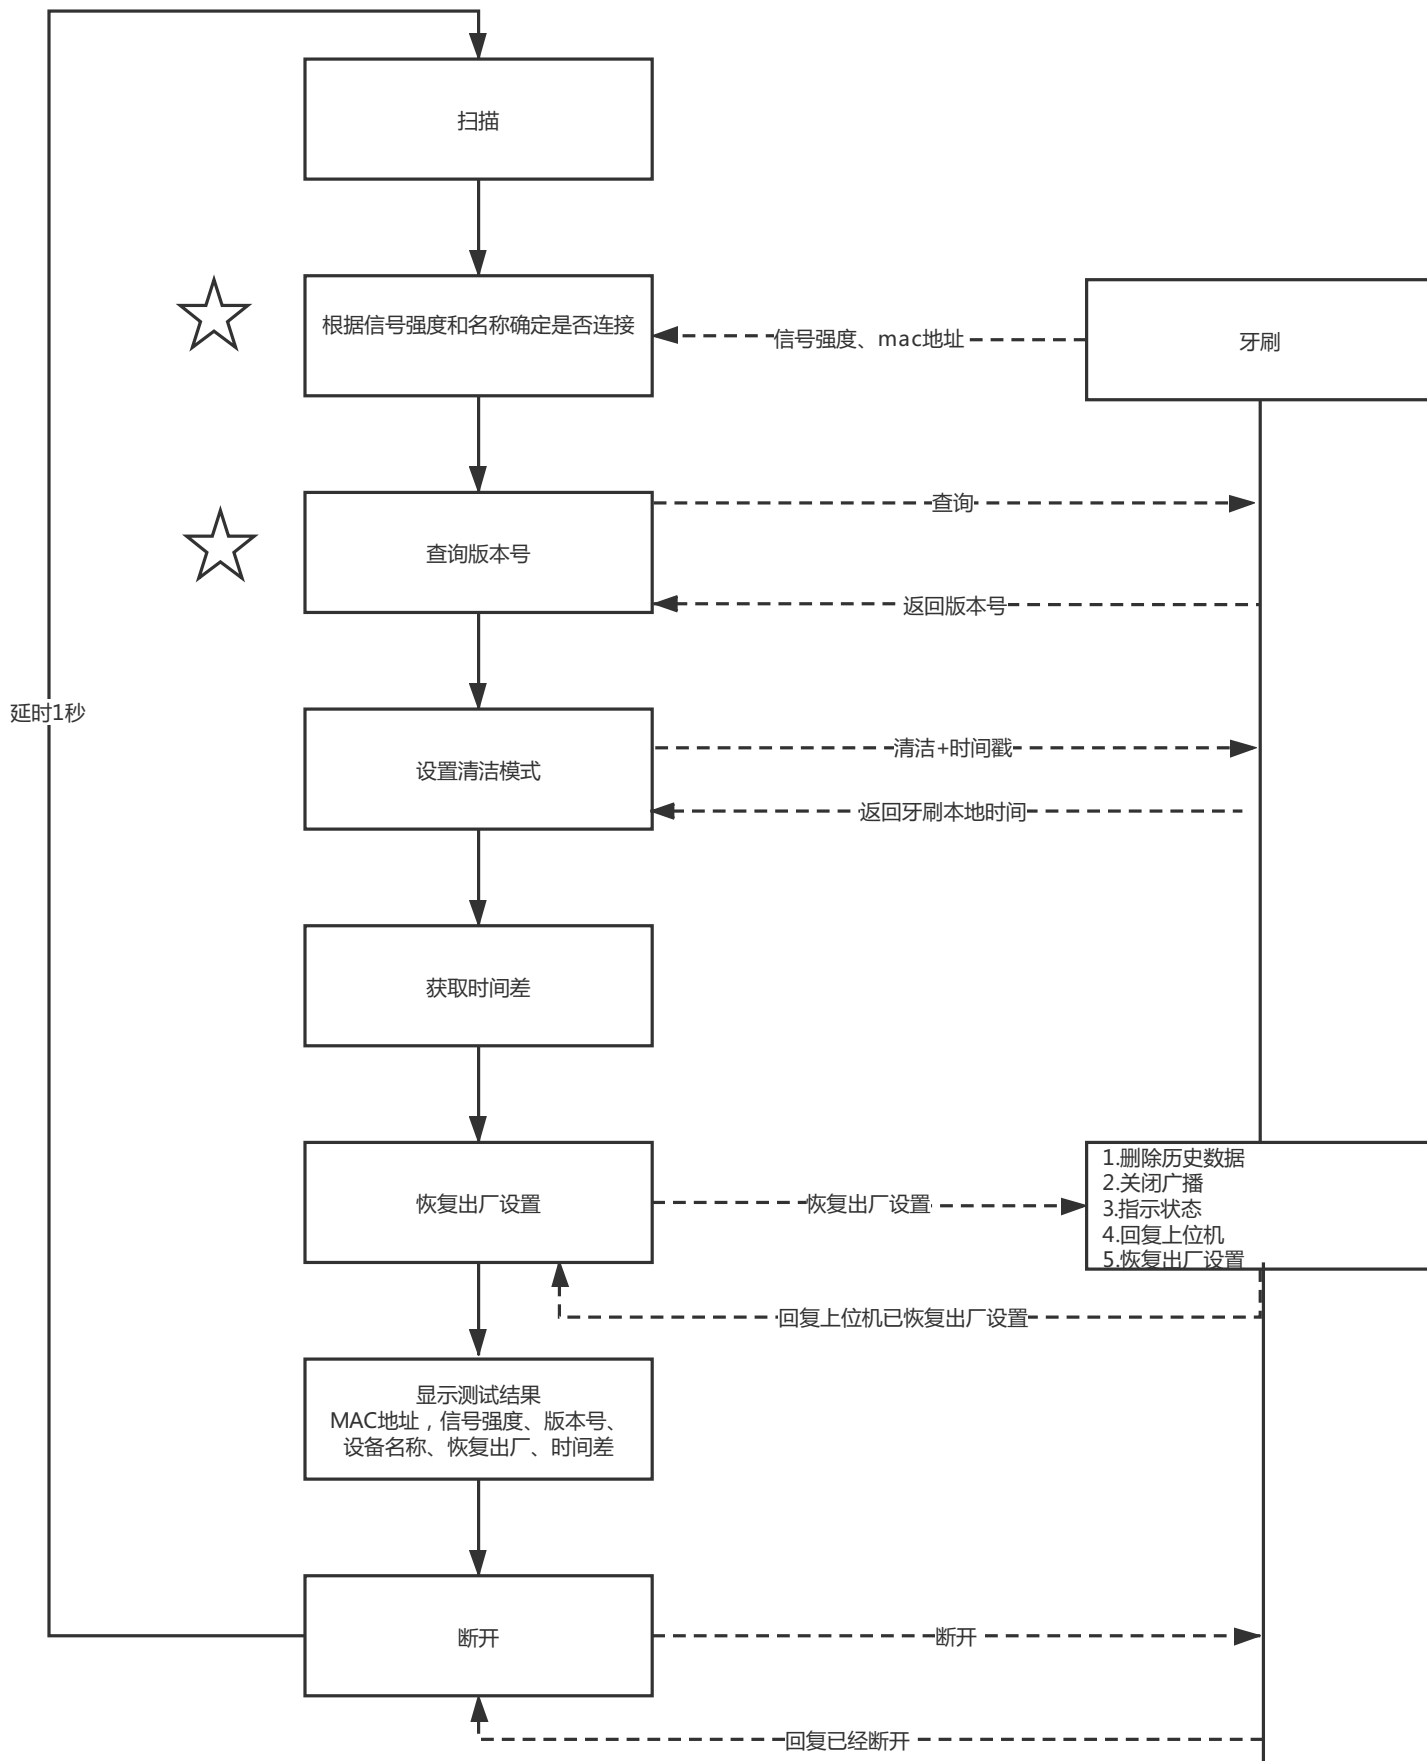 扫描
根据信号强度和名称确定是否连接
信号强度、mac地址
牙刷
查询
查询版本号
返回版本号
延时1秒
清洁+时间戳
设置清洁模式
返回牙刷本地时间
获取时间差
恢复出厂设置
恢复出厂设置
1.删除历史数据
2.关闭广播
3.指示状态
4.回复上位机
5.恢复出厂设置
回复上位机已恢复出厂设置
显示测试结果
MAC地址，信号强度、版本号、
设备名称、恢复出厂、时间差
断开
断开
回复已经断开